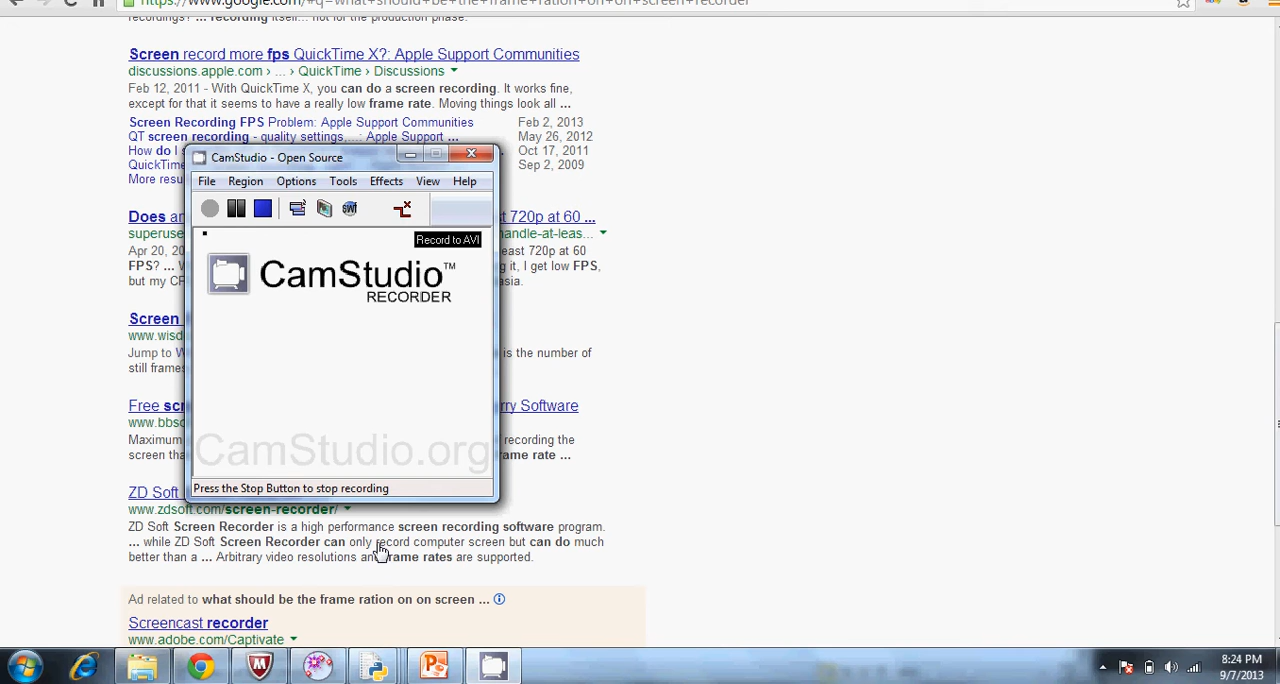 https://www.google.com/#q=what+should+be+the+frame+ration+on+on+screen+recorder
recordings? ... recording itself... not for the production phase.
Screen record more fps QuickTime X?: Apple Support Communities
discussions.apple.com › ... › QuickTime › Discussions
Feb 12, 2011 - With QuickTime X, you can do a screen recording. It works fine,
except for that it seems to have a really low frame rate. Moving things look all ...
Screen Recording FPS Problem: Apple Support Communities Feb 2, 2013
QT screen recording - quality settings,...: Apple Support ... May 26, 2012
How do I Oct 17, 2011
QuickTime Sep 2, 2009
More resu
CamStudio - Open Source
File Region Options Tools Effects View Help
SWF
Record to AVI
CamStudio™
RECORDER
CamStudio.org
Press the Stop Button to stop recording
Does an t 720p at 60 ...
superuse handle-at-leas...
Apr 20, 20 east 720p at 60
FPS? ... W g it, I get low FPS,
but my CP asia.
Screen
www.wisd
Jump to W is the number of
still frames
Free scr rry Software
www.bbso
Maximum recording the
screen tha ame rate ...
ZD Soft
www.zdsoft.com/screen-recorder/
ZD Soft Screen Recorder is a high performance screen recording software program.
... while ZD Soft Screen Recorder can only record computer screen but can do much
better than a ... Arbitrary video resolutions and frame rates are supported.
Ad related to what should be the frame ration on on screen ...
Screencast recorder
www.adobe.com/Captivate
8:24 PM
9/7/2013